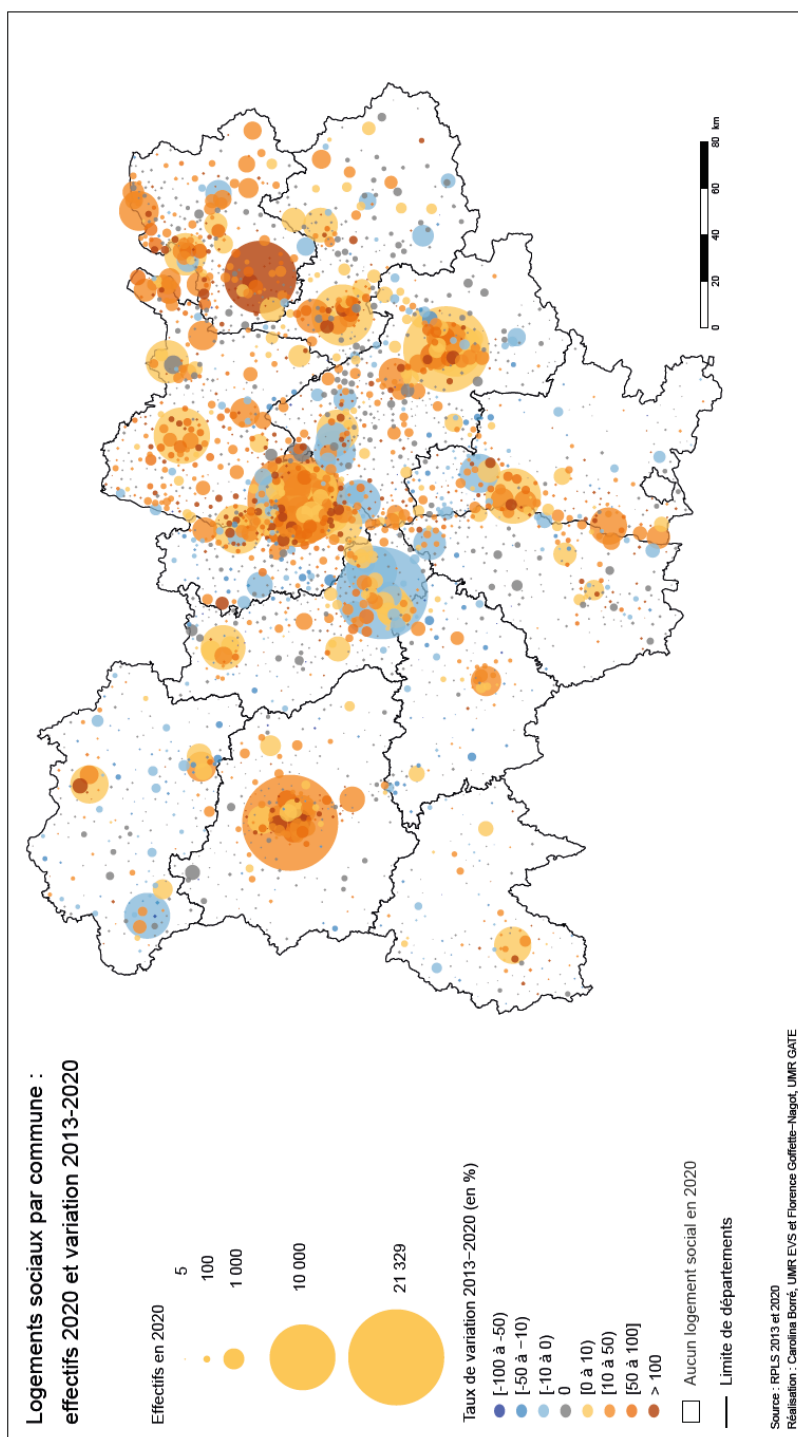 Logements sociaux par commune :
effectifs 2020 et variation 2013-2020
Effectifs en 2020
5
100
1 000
10 000
21 329
Taux de variation 2013−2020 (en %)
[-100 à -50)
[-50 à −10)
[-10 à 0)
0
[0 à 10)
[10 à 50)
[50 à 100]
> 100
Aucun logement social en 2020
Limite de départements
Source : RPLS 2013 et 2020
Réalisation : Carolina Borré, UMR EVS et Florence Goffette−Nagot, UMR GATE
0 20 40 60 80 km